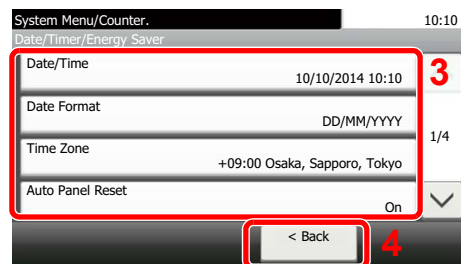 System Menu/Counter. 10:10
Date/Timer/Energy Saver
Date/Time
10/10/2014 10:10
3
Date Format
DD/MM/YYYY
1/4
Time Zone
+09:00 Osaka, Sapporo, Tokyo
Auto Panel Reset
On
< Back
4